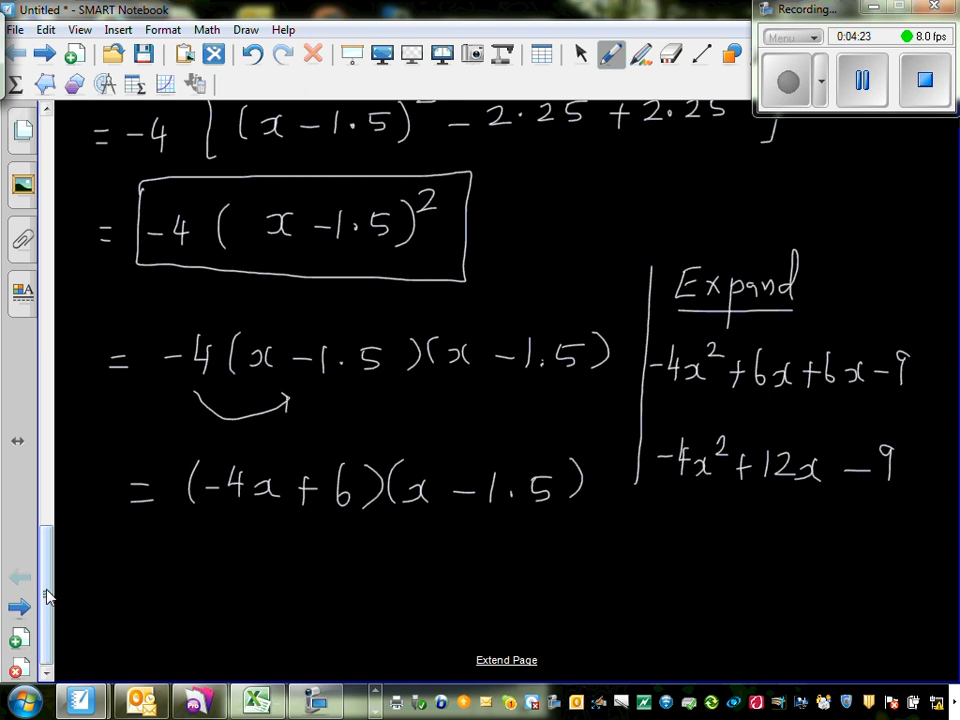 Untitled * - SMART Notebook
Recording...
File Edit View Insert Format Math Draw Help
Menu 0:04:23 8.0 fps
= -4 [ (x - 1.5)² - 2.25 + 2.25 ]
= -4 ( x - 1.5)²
Expand
= -4(x - 1.5)(x - 1.5)
-4x² + 6x + 6x - 9
-4x² + 12x - 9
= (-4x + 6)(x - 1.5)
Extend Page